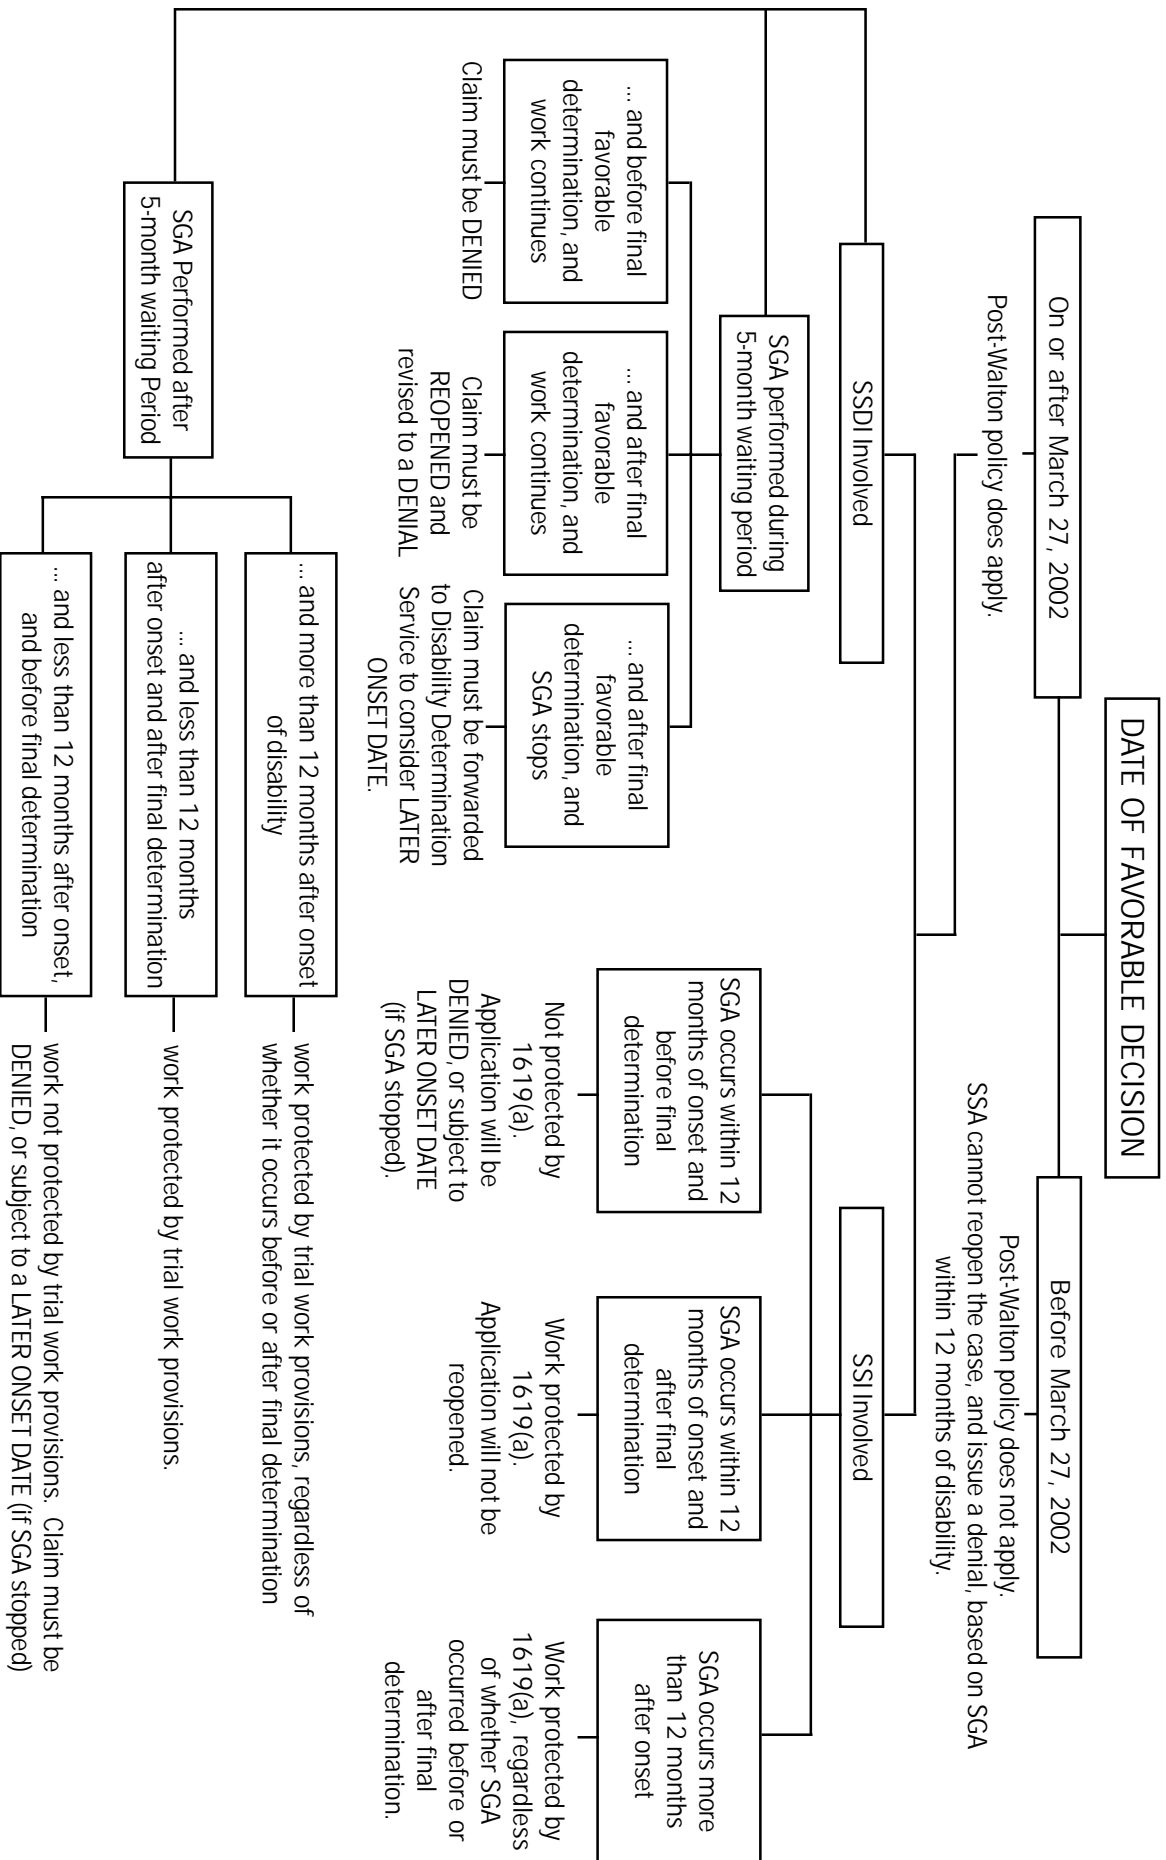 DATE OF FAVORABLE DECISION
On or after March 27, 2002
Post-Walton policy does apply.
Before March 27, 2002
Post-Walton policy does not apply.
SSA cannot reopen the case, and issue a denial, based on SGA
within 12 months of disability.
SSDI Involved
SGA performed during
5-month waiting period
... and before final
favorable
determination, and
work continues
Claim must be DENIED
... and after final
favorable
determination, and
work continues
Claim must be
REOPENED and
revised to a DENIAL
... and after final
favorable
determination, and
SGA stops
Claim must be forwarded
to Disability Determination
Service to consider LATER
ONSET DATE.
SSI Involved
SGA occurs within 12
months of onset and
before final
determination
Not protected by
1619(a).
Application will be
DENIED, or subject to
LATER ONSET DATE
(if SGA stopped).
SGA occurs within 12
months of onset and
after final
determination
Work protected by
1619(a).
Application will not be
reopened.
SGA occurs more
than 12 months
after onset
Work protected by
1619(a), regardless
of whether SGA
occurred before or
after final
determination.
SGA Performed after
5-month waiting Period
... and more than 12 months after onset
of disability
work protected by trial work provisions, regardless of
whether it occurs before or after final determination
... and less than 12 months
after onset and after final determination
work protected by trial work provisions.
... and less than 12 months after onset,
and before final determination
work not protected by trial work provisions. Claim must be
DENIED, or subject to a LATER ONSET DATE (if SGA stopped)